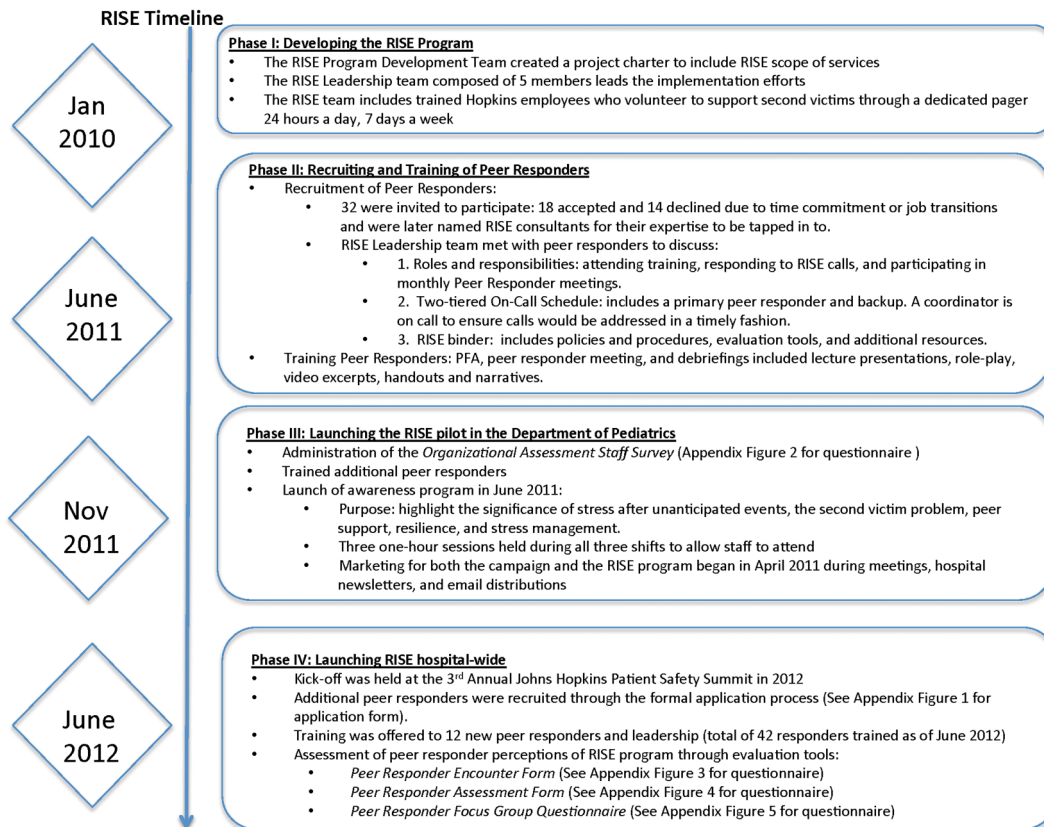 RISE Timeline
Jan
2010
Phase I: Developing the RISE Program
• The RISE Program Development Team created a project charter to include RISE scope of services
• The RISE Leadership team composed of 5 members leads the implementation efforts
• The RISE team includes trained Hopkins employees who volunteer to support second victims through a dedicated pager
24 hours a day, 7 days a week
June
2011
Phase II: Recruiting and Training of Peer Responders
• Recruitment of Peer Responders:
• 32 were invited to participate: 18 accepted and 14 declined due to time commitment or job transitions
and were later named RISE consultants for their expertise to be tapped in to.
• RISE Leadership team met with peer responders to discuss:
• 1. Roles and responsibilities: attending training, responding to RISE calls, and participating in
monthly Peer Responder meetings.
• 2. Two-tiered On-Call Schedule: includes a primary peer responder and backup. A coordinator is
on call to ensure calls would be addressed in a timely fashion.
• 3. RISE binder: includes policies and procedures, evaluation tools, and additional resources.
• Training Peer Responders: PFA, peer responder meeting, and debriefings included lecture presentations, role-play,
video excerpts, handouts and narratives.
Nov
2011
Phase III: Launching the RISE pilot in the Department of Pediatrics
• Administration of the Organizational Assessment Staff Survey (Appendix Figure 2 for questionnaire )
• Trained additional peer responders
• Launch of awareness program in June 2011:
• Purpose: highlight the significance of stress after unanticipated events, the second victim problem, peer
support, resilience, and stress management.
• Three one-hour sessions held during all three shifts to allow staff to attend
• Marketing for both the campaign and the RISE program began in April 2011 during meetings, hospital
newsletters, and email distributions
June
2012
Phase IV: Launching RISE hospital-wide
• Kick-off was held at the 3rd Annual Johns Hopkins Patient Safety Summit in 2012
• Additional peer responders were recruited through the formal application process (See Appendix Figure 1 for
application form).
• Training was offered to 12 new peer responders and leadership (total of 42 responders trained as of June 2012)
• Assessment of peer responder perceptions of RISE program through evaluation tools:
• Peer Responder Encounter Form (See Appendix Figure 3 for questionnaire)
• Peer Responder Assessment Form (See Appendix Figure 4 for questionnaire)
• Peer Responder Focus Group Questionnaire (See Appendix Figure 5 for questionnaire)